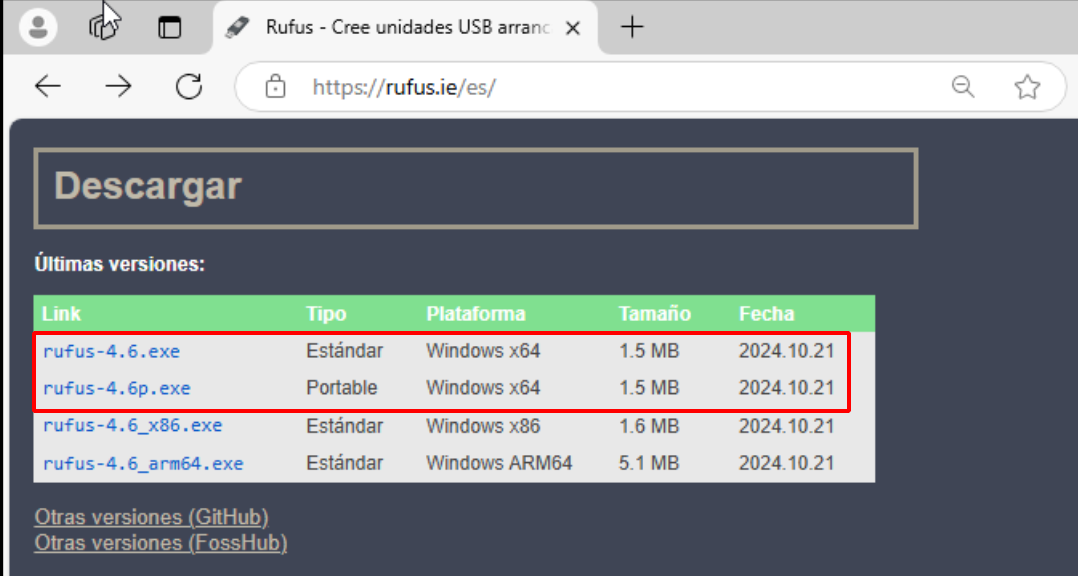 Rufus - Cree unidades USB arranc
https://rufus.ie/es/
Descargar
Últimas versiones:
Link Tipo Plataforma Tamaño Fecha
rufus-4.6.exe Estándar Windows x64 1.5 MB 2024.10.21
rufus-4.6p.exe Portable Windows x64 1.5 MB 2024.10.21
rufus-4.6_x86.exe Estándar Windows x86 1.6 MB 2024.10.21
rufus-4.6_arm64.exe Estándar Windows ARM64 5.1 MB 2024.10.21
Otras versiones (GitHub)
Otras versiones (FossHub)